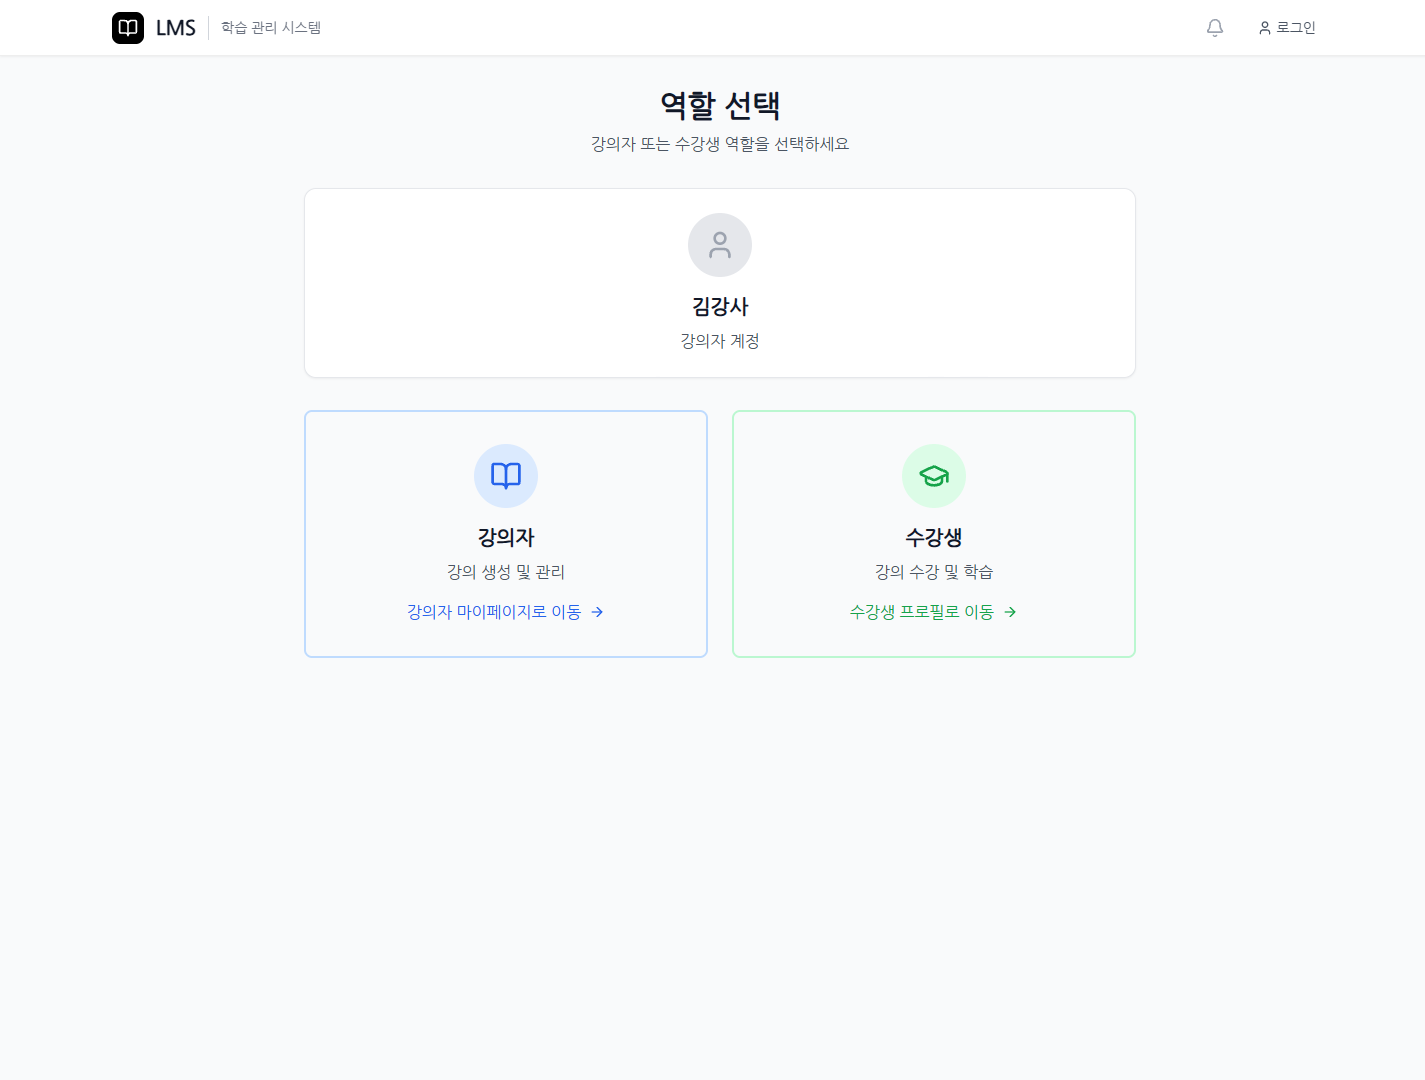 LMS
학습 관리 시스템
로그인
역할 선택
강의자 또는 수강생 역할을 선택하세요
김강사
강의자 계정
강의자
강의 생성 및 관리
강의자 마이페이지로 이동
수강생
강의 수강 및 학습
수강생 프로필로 이동